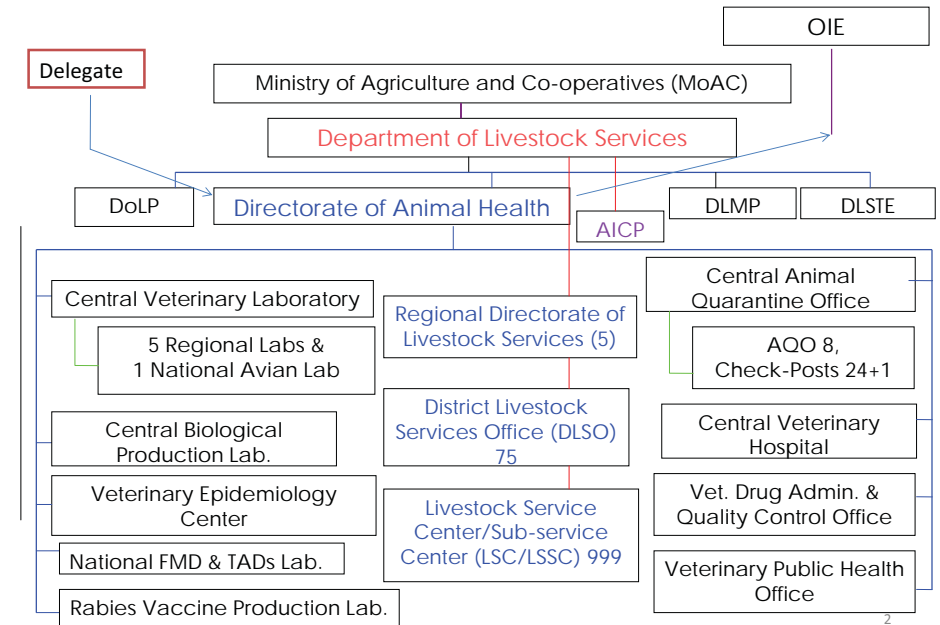 OIE
Delegate
Ministry of Agriculture and Co-operatives (MoAC)
Department of Livestock Services
DoLP
Directorate of Animal Health
AICP
DLMP
DLSTE
Central Veterinary Laboratory
5 Regional Labs &
1 National Avian Lab
Central Biological
Production Lab.
Veterinary Epidemiology
Center
National FMD & TADs Lab.
Rabies Vaccine Production Lab.
Regional Directorate of
Livestock Services (5)
District Livestock
Services Office (DLSO)
75
Livestock Service
Center/Sub-service
Center (LSC/LSSC) 999
Central Animal
Quarantine Office
AQO 8,
Check-Posts 24+1
Central Veterinary
Hospital
Vet. Drug Admin. &
Quality Control Office
Veterinary Public Health
Office
2